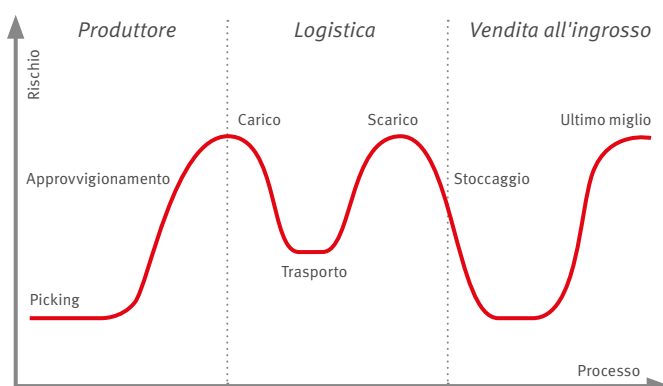 Produttore
Logistica
Vendita all'ingrosso
Rischio
Carico
Scarico
Ultimo miglio
Approvvigionamento
Stoccaggio
Trasporto
Picking
Processo